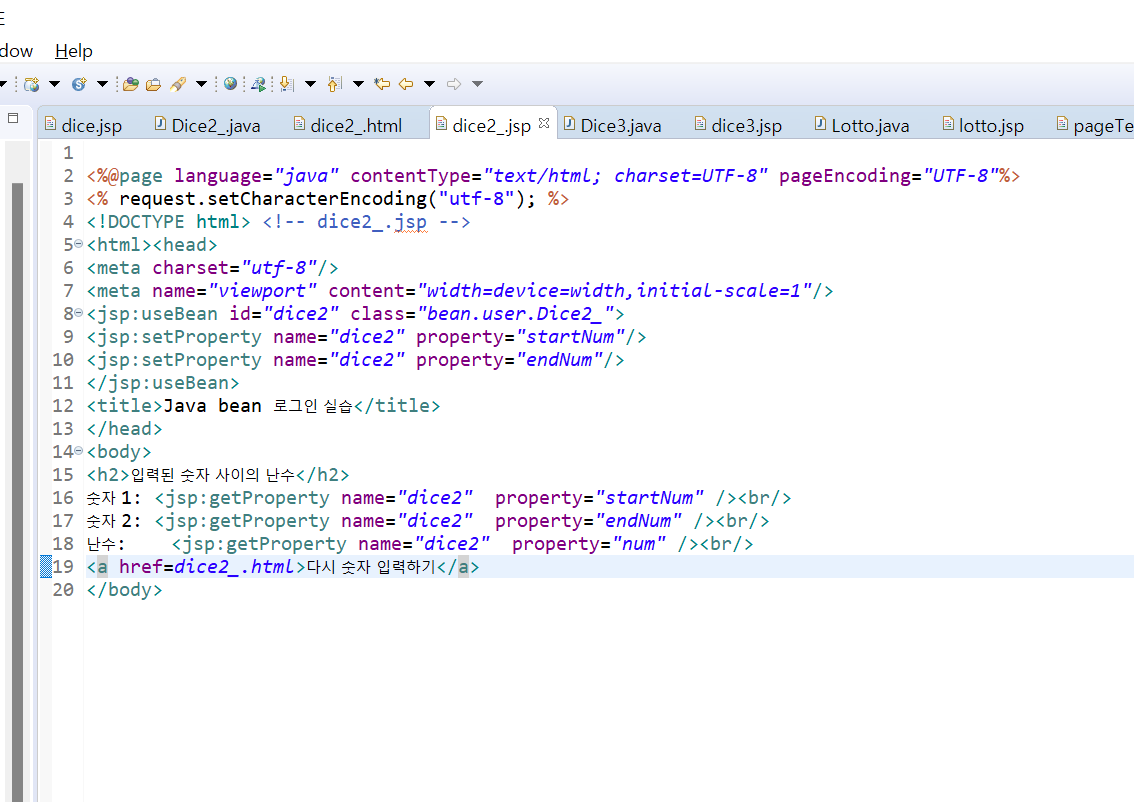 dow Help
dice.jsp Dice2_.java dice2_.html dice2_.jsp Dice3.java dice3.jsp Lotto.java lotto.jsp pageTe
1
2 <%@page language="java" contentType="text/html; charset=UTF-8" pageEncoding="UTF-8"%>
3 <% request.setCharacterEncoding("utf-8"); %>
4 <!DOCTYPE html> <!-- dice2_.jsp -->
5 <html><head>
6 <meta charset="utf-8"/>
7 <meta name="viewport" content="width=device=width,initial-scale=1"/>
8 <jsp:useBean id="dice2" class="bean.user.Dice2_">
9 <jsp:setProperty name="dice2" property="startNum"/>
10 <jsp:setProperty name="dice2" property="endNum"/>
11 </jsp:useBean>
12 <title>Java bean 로그인 실습</title>
13 </head>
14 <body>
15 <h2>입력된 숫자 사이의 난수</h2>
16 숫자 1: <jsp:getProperty name="dice2"  property="startNum" /><br/>
17 숫자 2: <jsp:getProperty name="dice2"  property="endNum" /><br/>
18 난수:    <jsp:getProperty name="dice2"  property="num" /><br/>
19 <a href=dice2_.html>다시 숫자 입력하기</a>
20 </body>